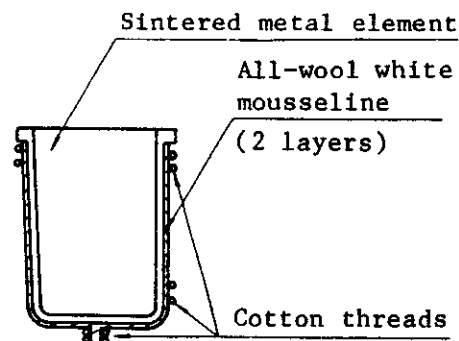 Sintered metal element
All-wool white
mousseline
(2 layers)
Cotton threads